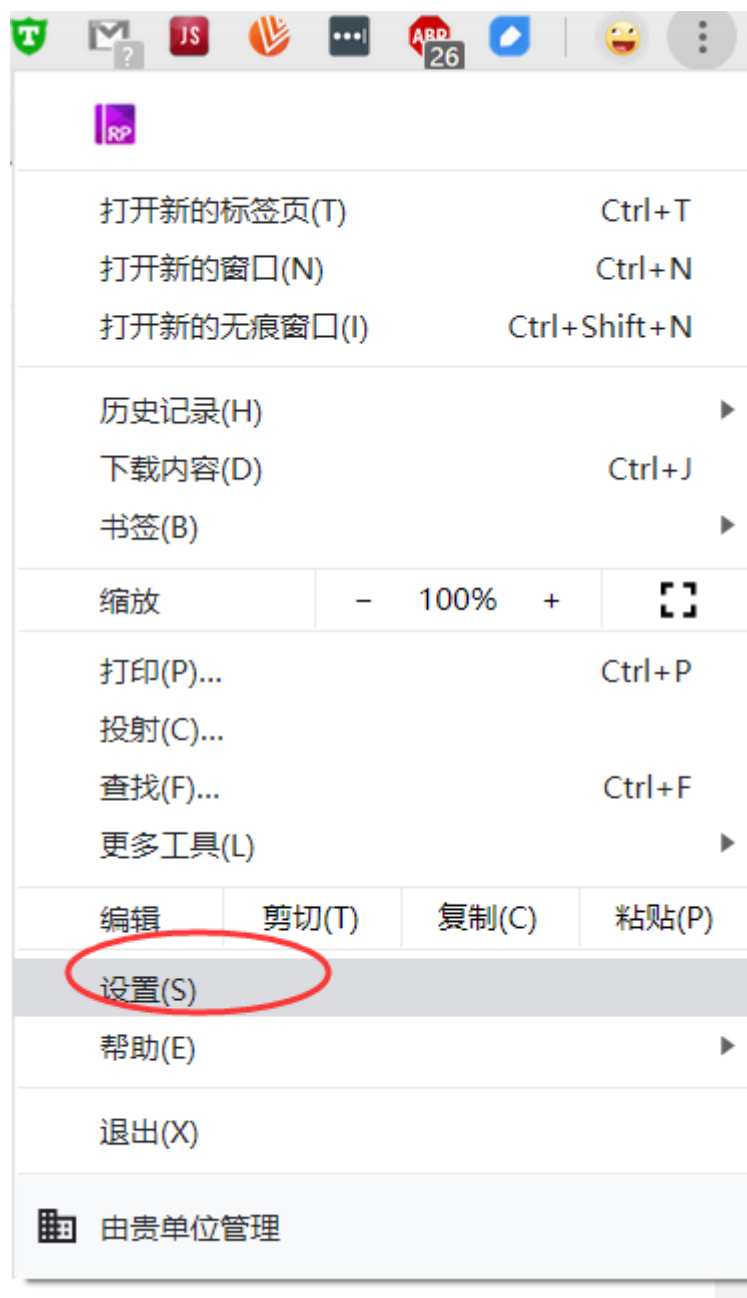 T ? JS ABP 26
RP
打开新的标签页(T) Ctrl+T
打开新的窗口(N) Ctrl+N
打开新的无痕窗口(I) Ctrl+Shift+N
历史记录(H)
下载内容(D) Ctrl+J
书签(B)
缩放 - 100% +
打印(P)... Ctrl+P
投射(C)...
查找(F)... Ctrl+F
更多工具(L)
编辑 剪切(T) 复制(C) 粘贴(P)
设置(S)
帮助(E)
退出(X)
由贵单位管理